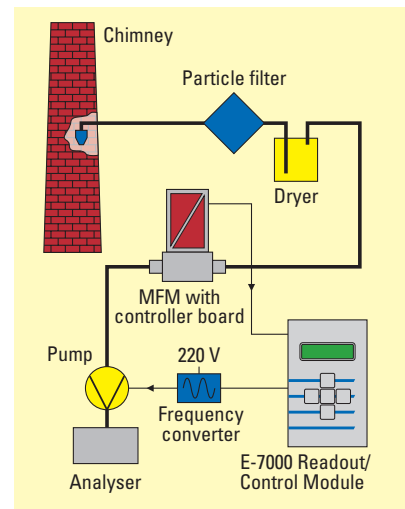 Chimney
Particle filter
Dryer
MFM with
controller board
Pump
220 V
Frequency
converter
Analyser
E-7000 Readout/
Control Module